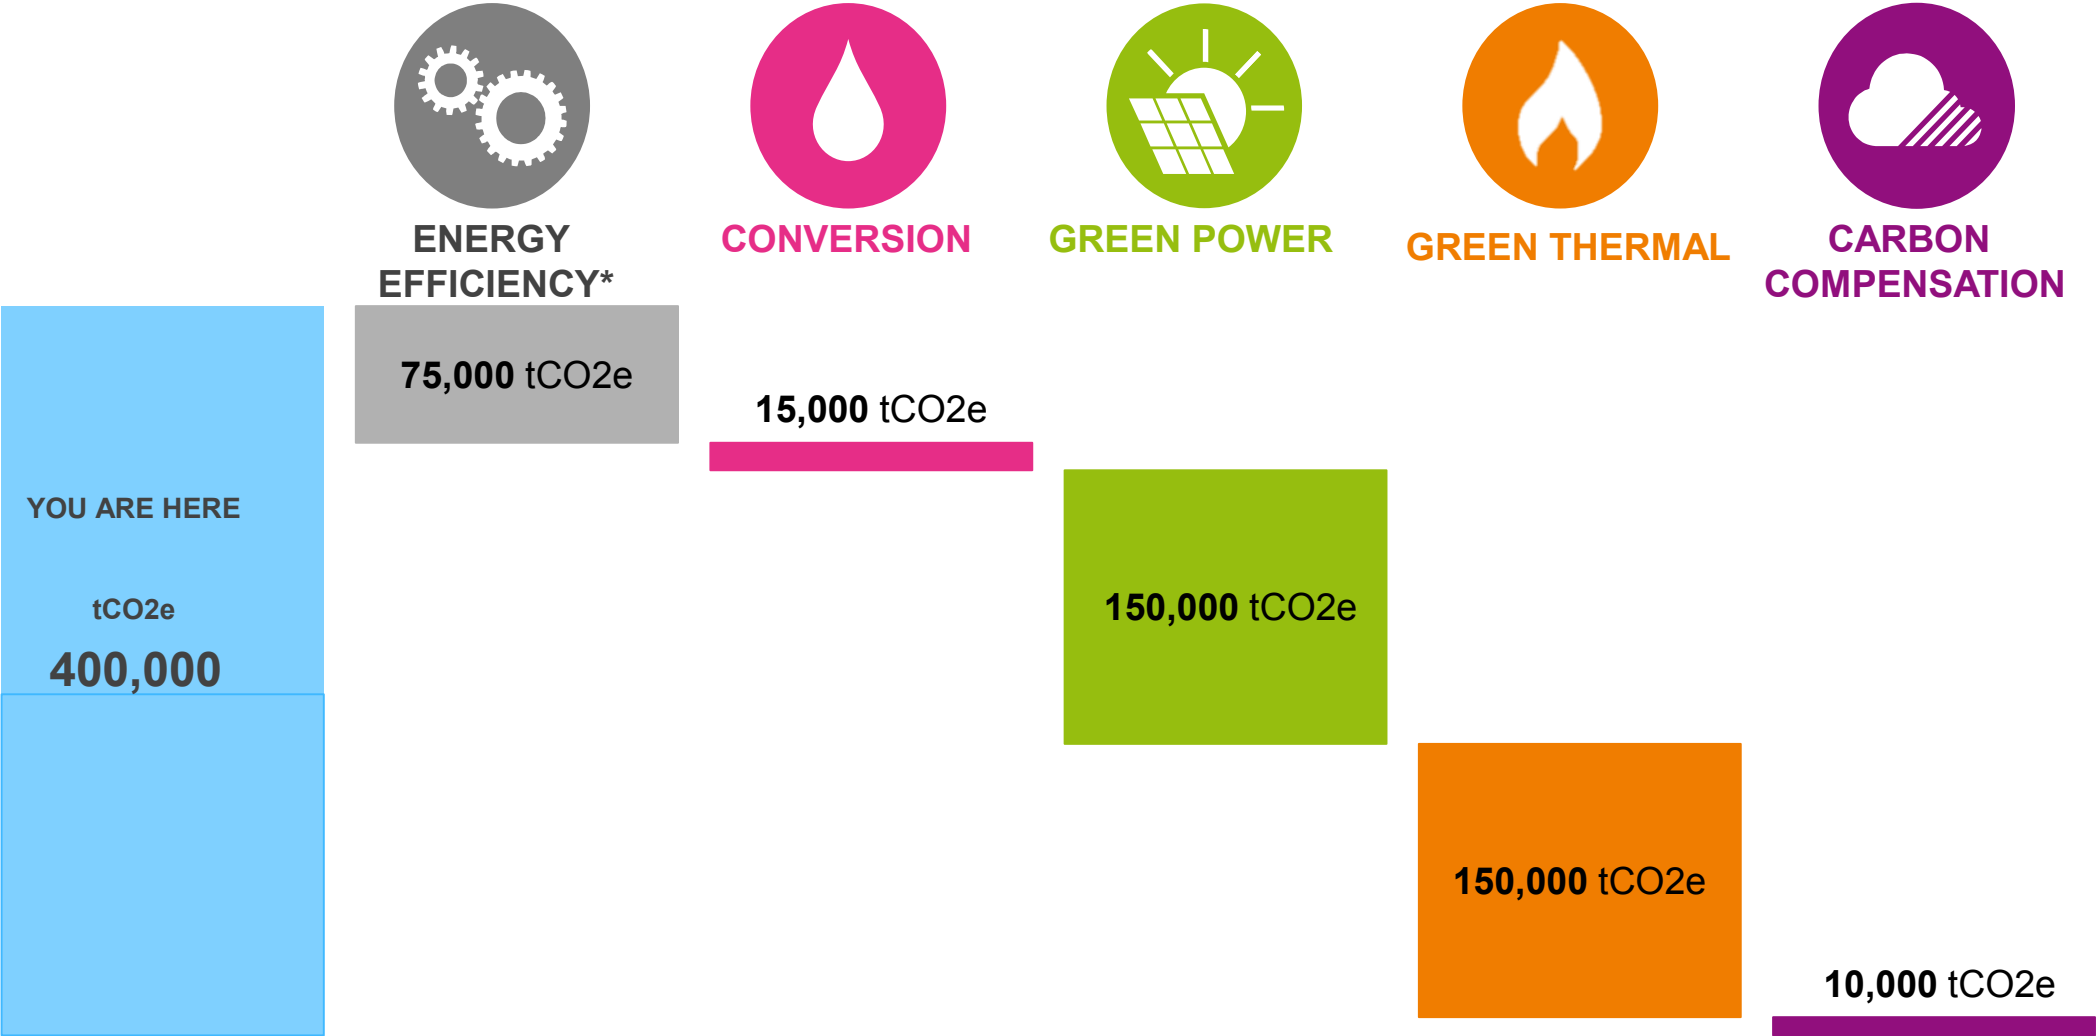 ENERGY
EFFICIENCY*
CONVERSION
GREEN POWER
GREEN THERMAL
CARBON
COMPENSATION
75,000 tCO2e
15,000 tCO2e
YOU ARE HERE
tCO2e
400,000
150,000 tCO2e
150,000 tCO2e
10,000 tCO2e